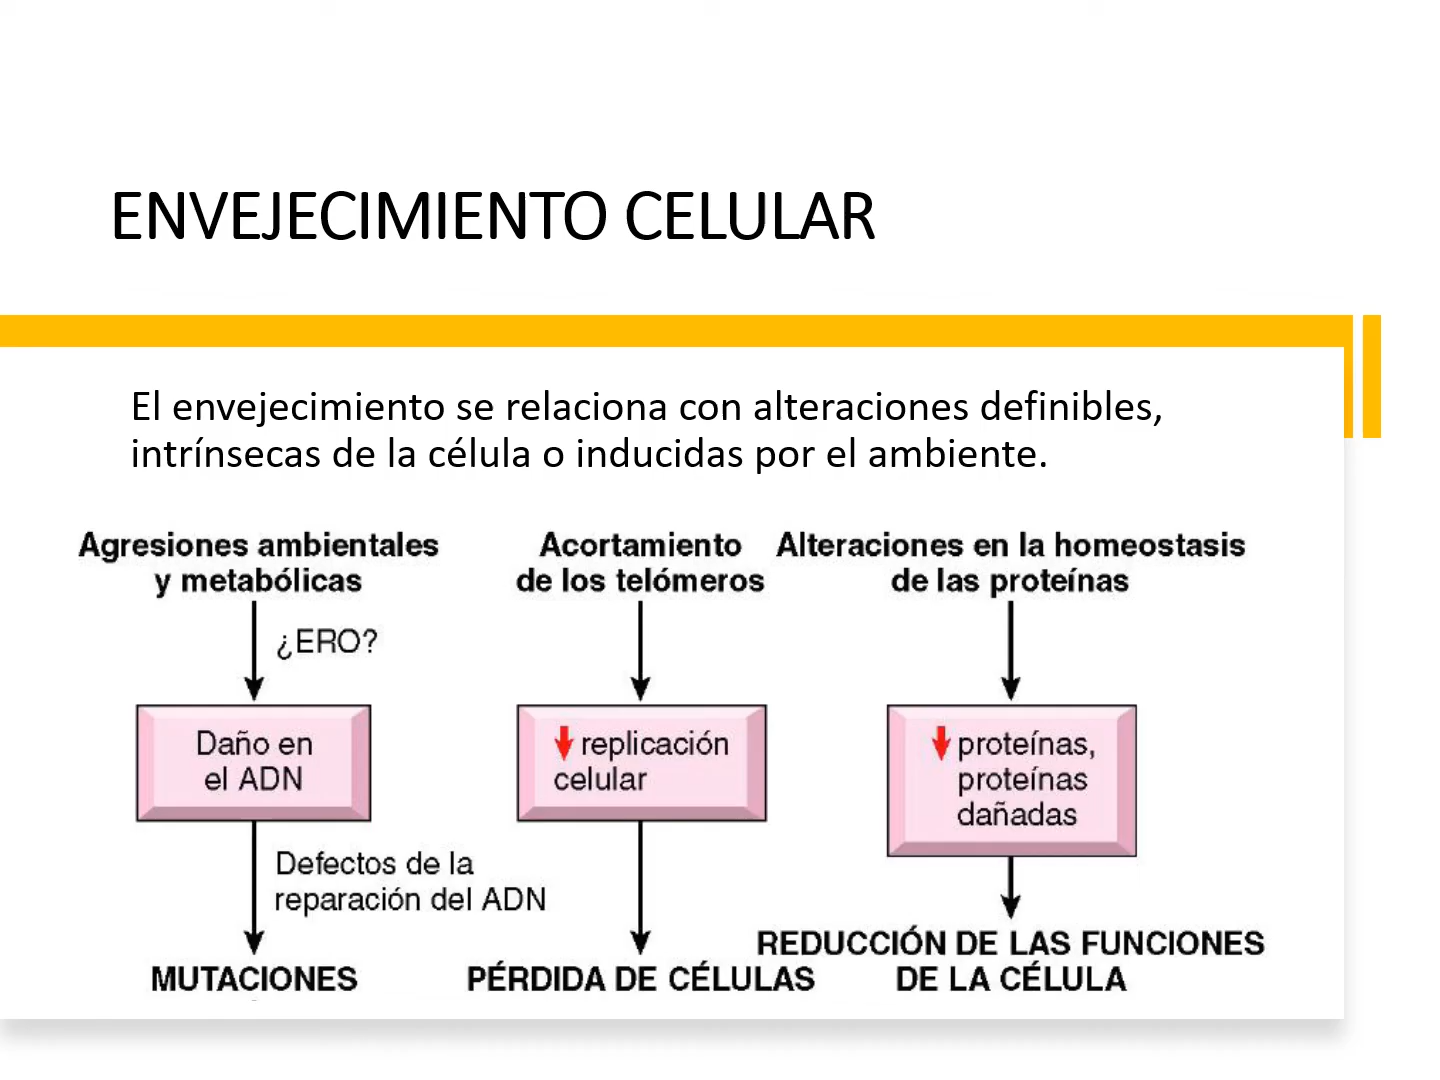 ENVEJECIMIENTO CELULAR
El envejecimiento se relaciona con alteraciones definibles,
intrínsecas de la célula o inducidas por el ambiente.
Agresiones ambientales
y metabólicas
¿ERO?
Daño en
el ADN
Defectos de la
reparación del ADN
MUTACIONES
Acortamiento
de los telómeros
replicación
celular
PÉRDIDA DE CÉLULAS
Alteraciones en la homeostasis
de las proteínas
proteínas,
proteínas
dañadas
REDUCCIÓN DE LAS FUNCIONES
DE LA CÉLULA